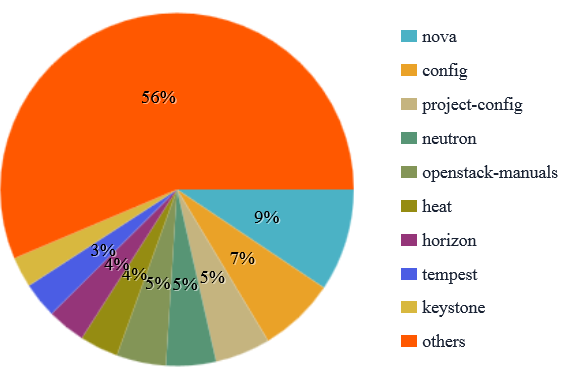 56%
9%
7%
5%
5%
5%
4%
4%
3%
nova
config
project-config
neutron
openstack-manuals
heat
horizon
tempest
keystone
others